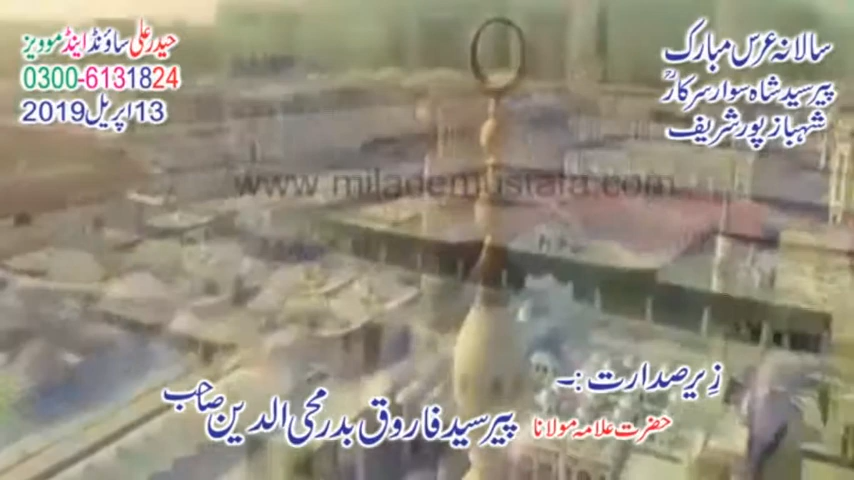 سالانہ عرس مبارک
پیر سید شاہ سوار سرکارؒ
شہباز پور شریف
حیدر علی ساؤنڈ اینڈ موویز
0300-6131824
13 اپریل 2019
www.milademustafa.com
زیر صدارت :۔
حضرت علامہ مولانا پیر سید فاروق بدر محی الدین صاحب